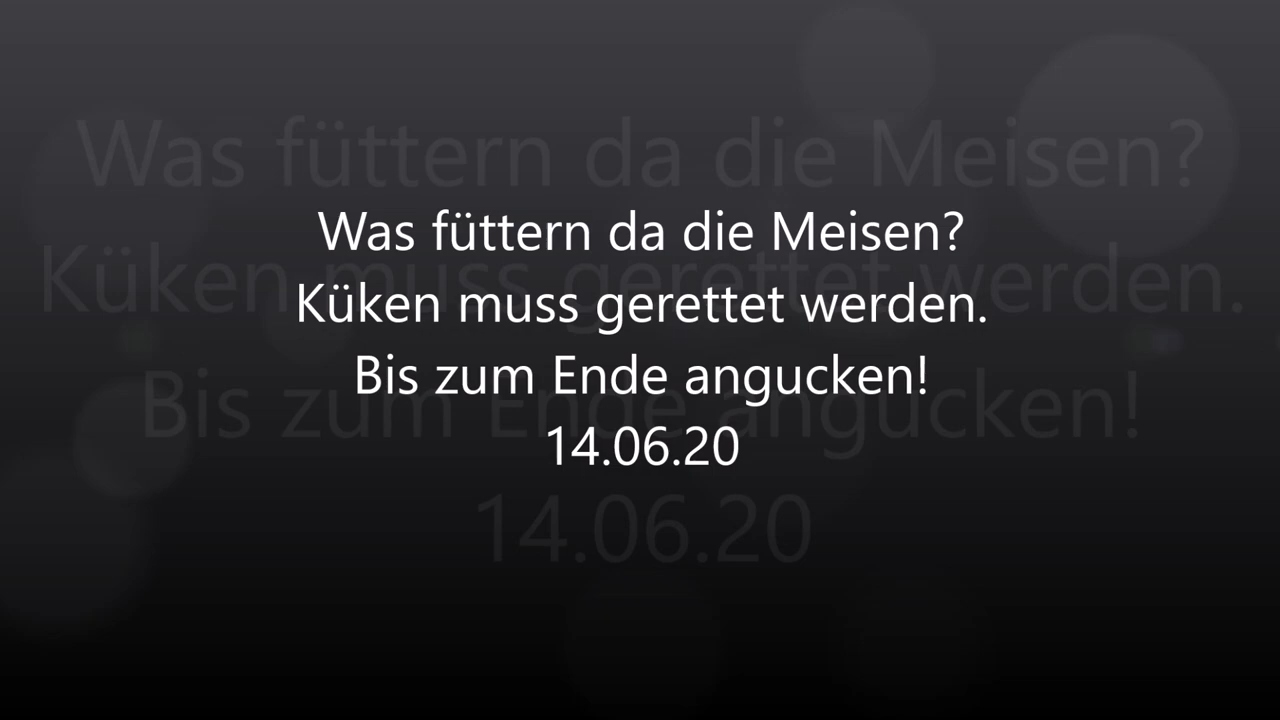 Was füttern da die Meisen?
Küken muss gerettet werden.
Bis zum Ende angucken!
14.06.20